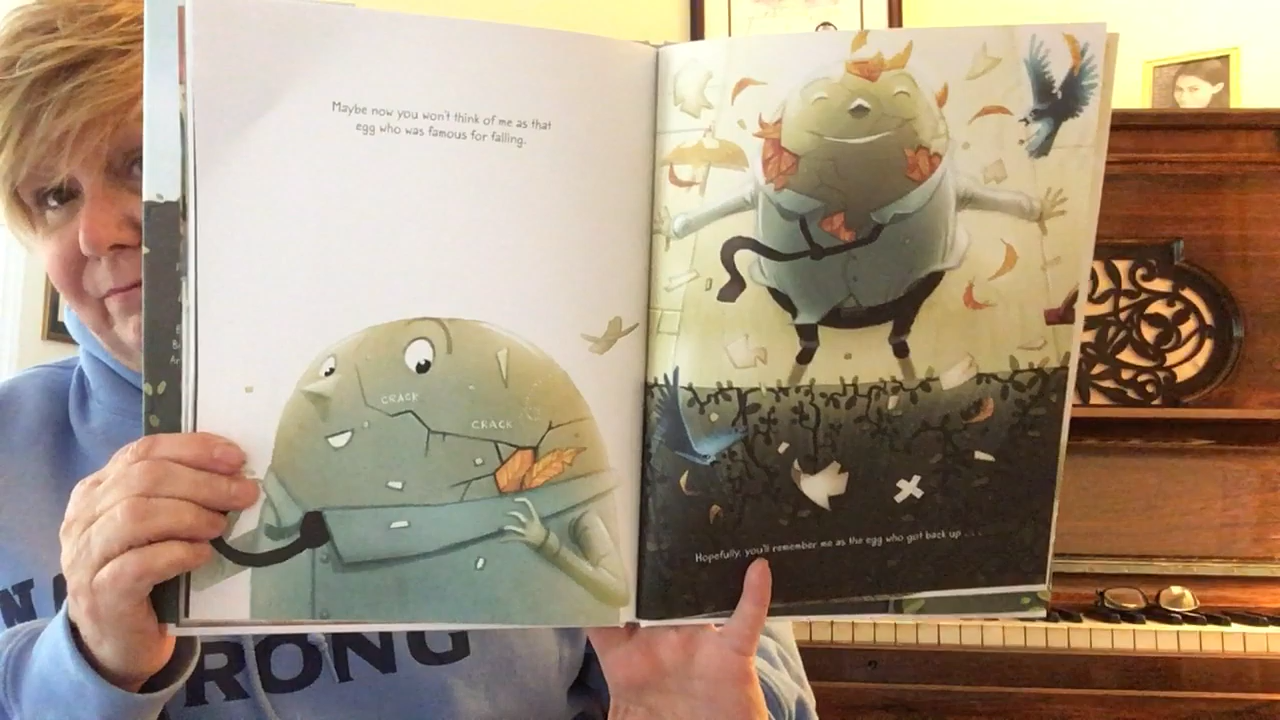 Maybe now you won't think of me as that
egg who was famous for falling.
CRACK
CRACK
Hopefully, you'll remember me as the egg who got back up . . .
RONG